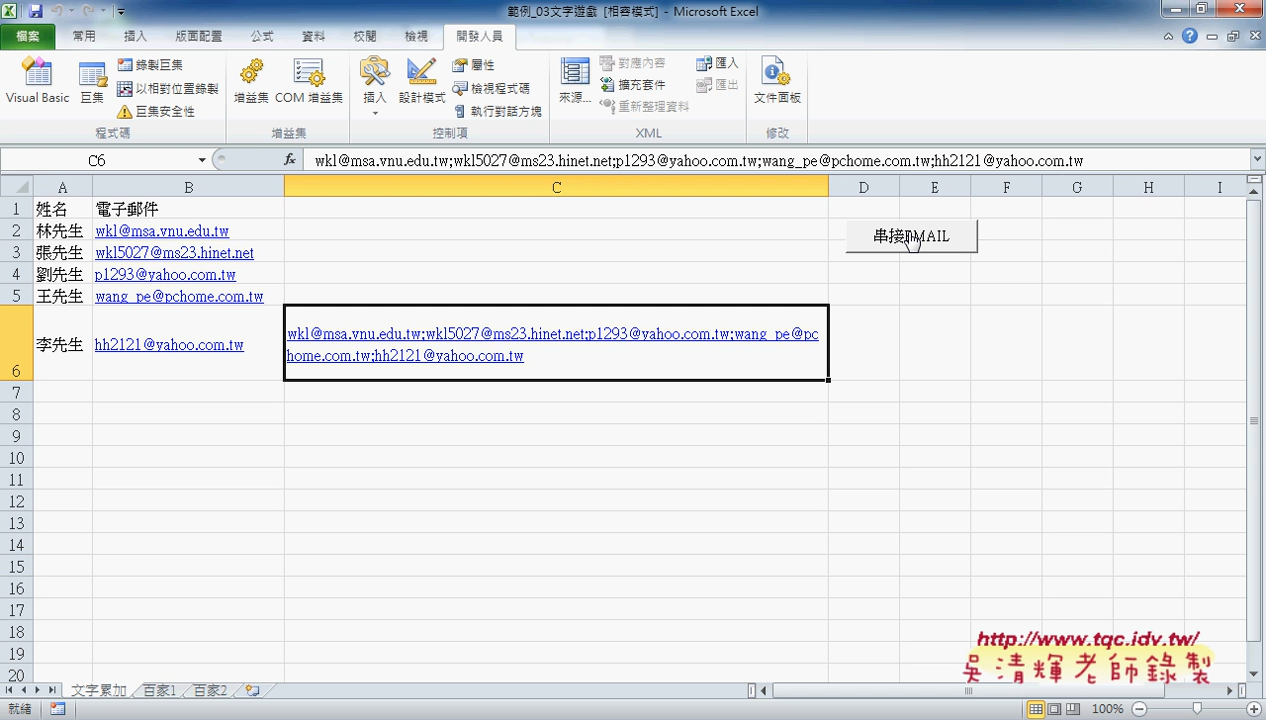 範例_03文字遊戲 [相容模式] - Microsoft Excel
檔案 常用 插入 版面配置 公式 資料 校閱 檢視 開發人員
Visual Basic 巨集 錄製巨集 以相對位置錄製 巨集安全性 程式碼
增益集 COM 增益集 增益集
插入 設計模式 屬性 檢視程式碼 執行對話方塊 控制項
來源... 對應內容 擴充套件 重新整理資料 匯入 匯出 XML
文件面板 修改
C6 fx wkl@msa.vnu.edu.tw;wkl5027@ms23.hinet.net;p1293@yahoo.com.tw;wang_pe@pchome.com.tw;hh2121@yahoo.com.tw
A B C D E F G H I
1 姓名 電子郵件
2 林先生 wkl@msa.vnu.edu.tw
串接EMAIL
3 張先生 wkl5027@ms23.hinet.net
4 劉先生 p1293@yahoo.com.tw
5 王先生 wang_pe@pchome.com.tw
6 李先生 hh2121@yahoo.com.tw
wkl@msa.vnu.edu.tw;wkl5027@ms23.hinet.net;p1293@yahoo.com.tw;wang_pe@pc
home.com.tw;hh2121@yahoo.com.tw
7
8
9
10
11
12
13
14
15
16
17
18
19
20
http://www.tqc.idv.tw/
吳清輝老師錄製
文字累加 百家1 百家2
就緒 100%